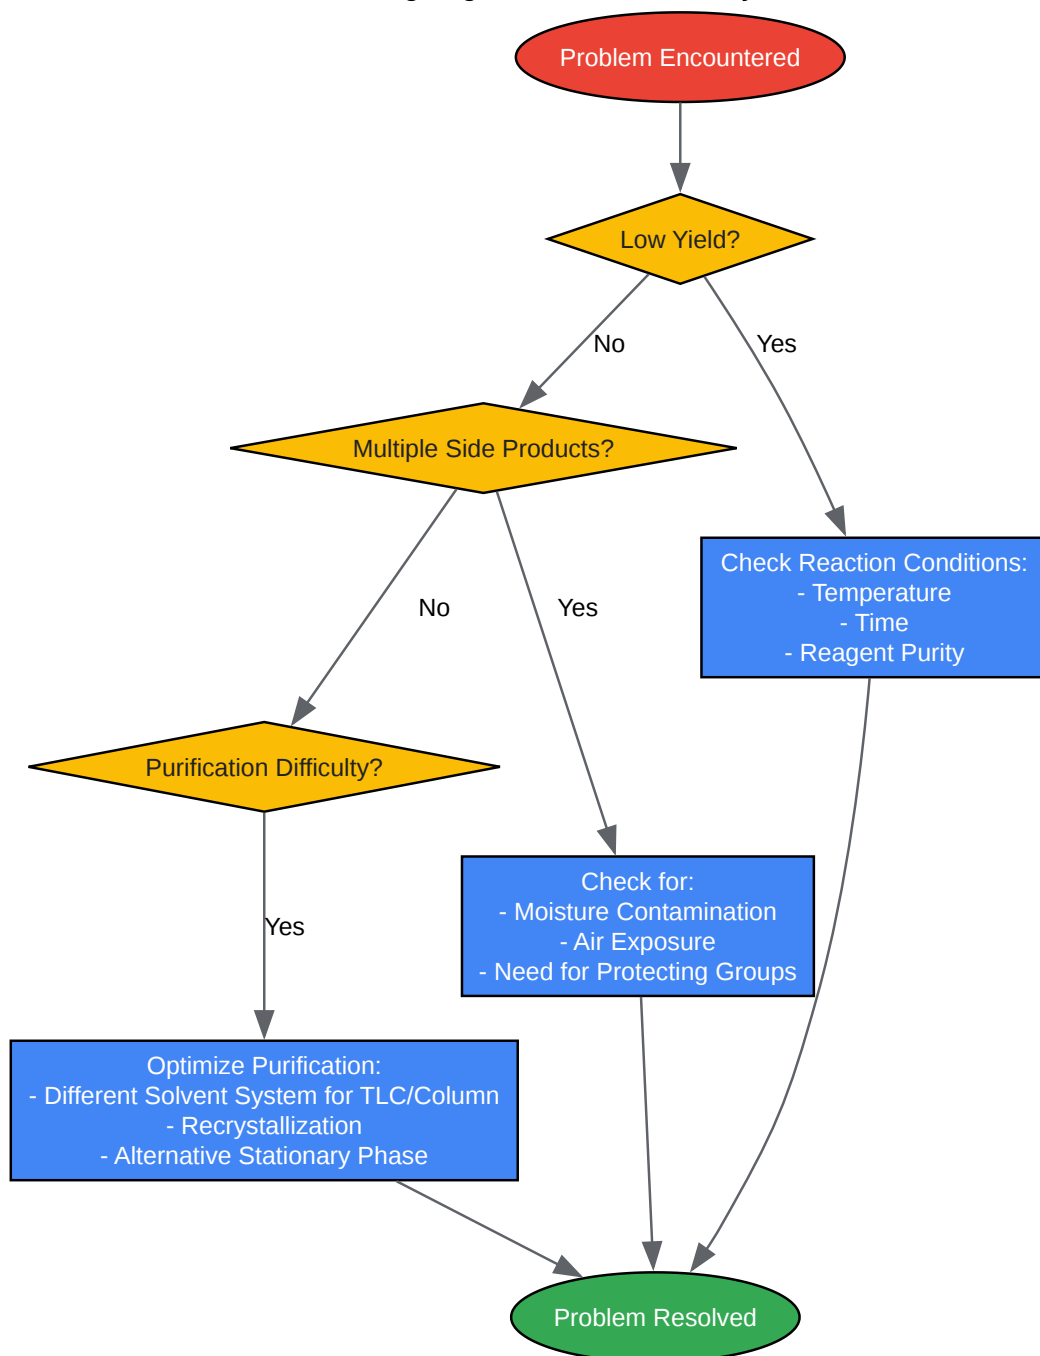 Problem Encountered
Low Yield?
No
Yes
Multiple Side Products?
Check Reaction Conditions:
- Temperature
- Time
- Reagent Purity
No
Yes
Purification Difficulty?
Check for:
- Moisture Contamination
- Air Exposure
- Need for Protecting Groups
Yes
Optimize Purification:
- Different Solvent System for TLC/Column
- Recrystallization
- Alternative Stationary Phase
Problem Resolved